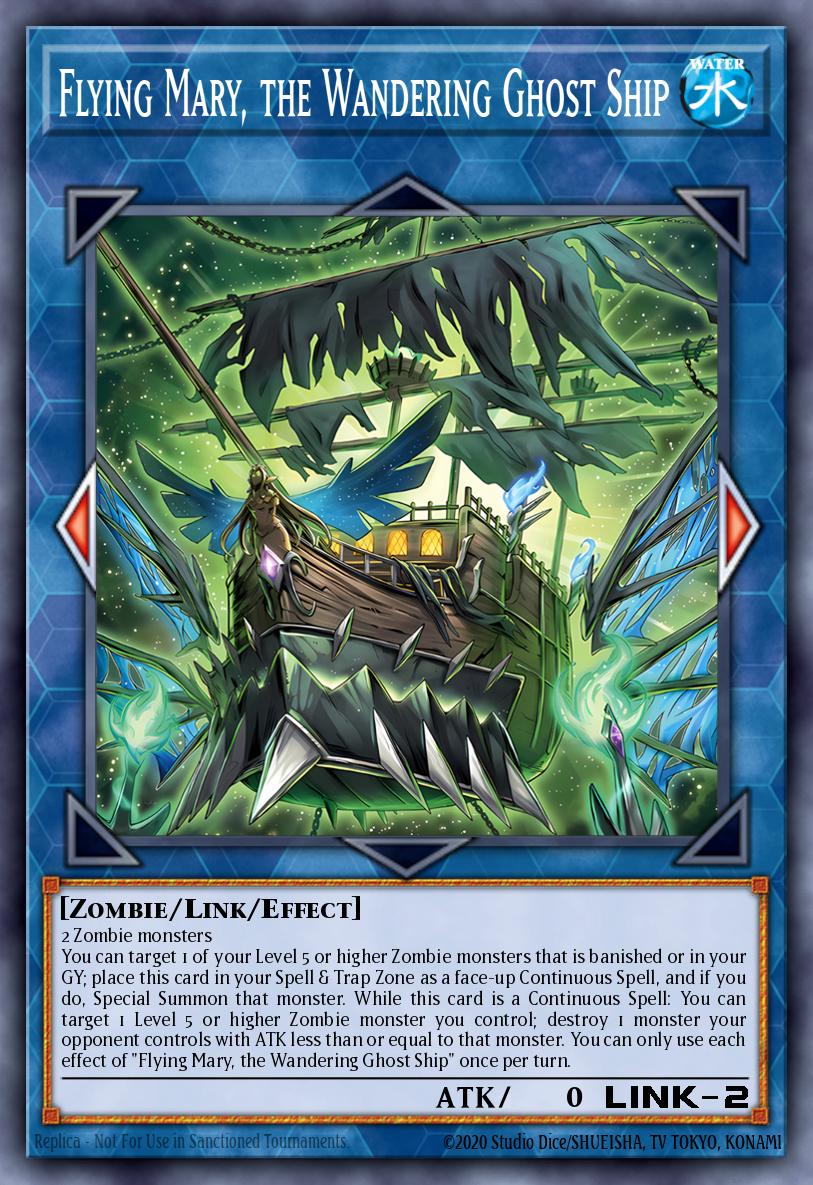 Flying Mary, the Wandering Ghost Ship
WATER
水
[Zombie/Link/Effect]
2 Zombie monsters
You can target 1 of your Level 5 or higher Zombie monsters that is banished or in your
GY; place this card in your Spell & Trap Zone as a face-up Continuous Spell, and if you
do, Special Summon that monster. While this card is a Continuous Spell: You can
target 1 Level 5 or higher Zombie monster you control; destroy 1 monster your
opponent controls with ATK less than or equal to that monster. You can only use each
effect of "Flying Mary, the Wandering Ghost Ship" once per turn.
ATK/ 0 LINK-2
Replica - Not For Use in Sanctioned Tournaments. ©2020 Studio Dice/SHUEISHA, TV TOKYO, KONAMI